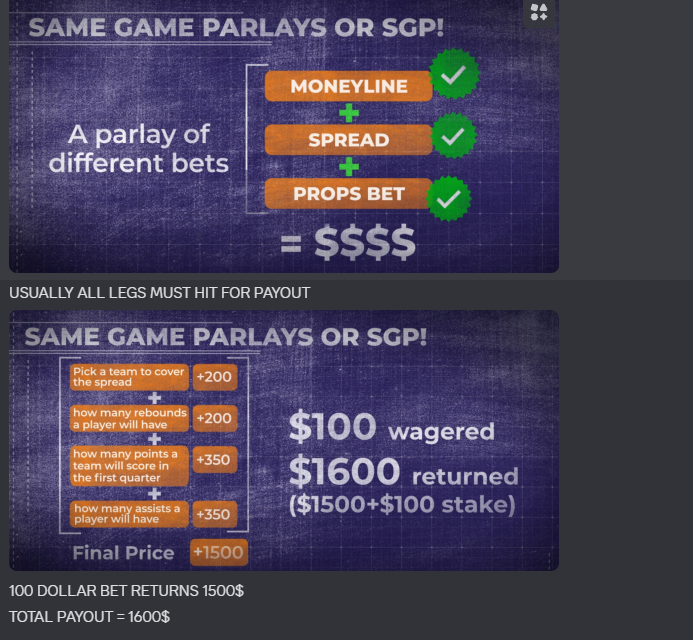 SAME GAME PARLAYS OR SGP!
A parlay of
different bets
MONEYLINE
+
SPREAD
+
PROPS BET
= $$$$
USUALLY ALL LEGS MUST HIT FOR PAYOUT
SAME GAME PARLAYS OR SGP!
Pick a team to cover
the spread
+200
+
how many rebounds
a player will have
+200
+
how many points a
team will score in
the first quarter
+350
+
how many assists a
player will have
+350
Final Price +1500
$100 wagered
$1600 returned
($1500+$100 stake)
100 DOLLAR BET RETURNS 1500$
TOTAL PAYOUT = 1600$